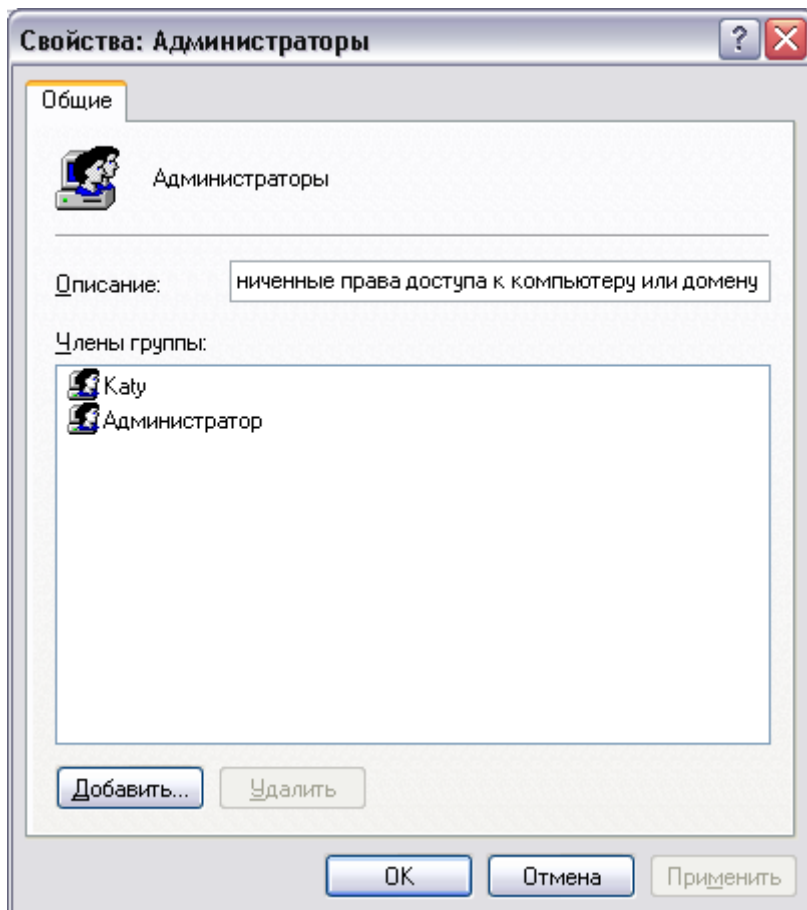 Свойства: Администраторы
?
Общие
Администраторы
Описание: ниченные права доступа к компьютеру или домену
Члены группы:
Katy
Администратор
Добавить... Удалить
OK Отмена Применить